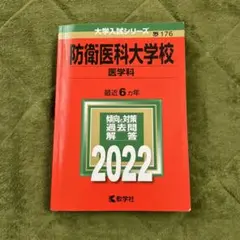 大学入試シリーズ
176
防衛医科大学校
医学科
最近6ヵ年
傾向と対策
過去問
解答
2022
教学社